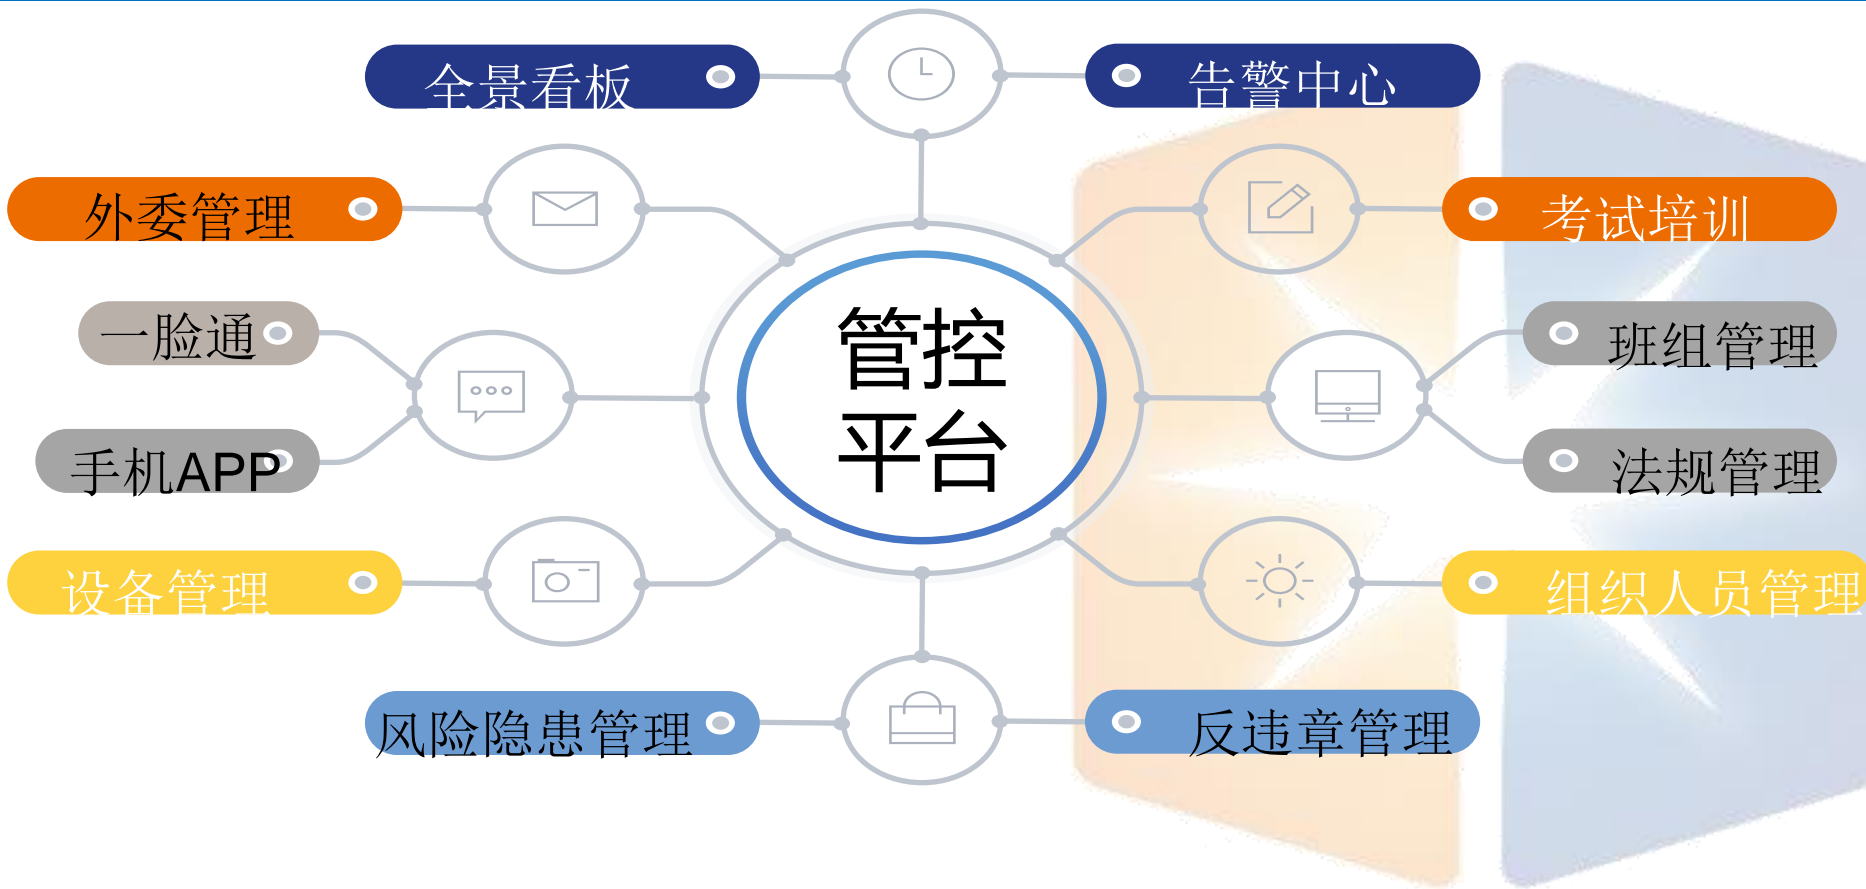 全景看板
告警中心
外委管理
考试培训
一脸通
班组管理
管控
平台
手机APP
法规管理
设备管理
组织人员管理
风险隐患管理
反违章管理